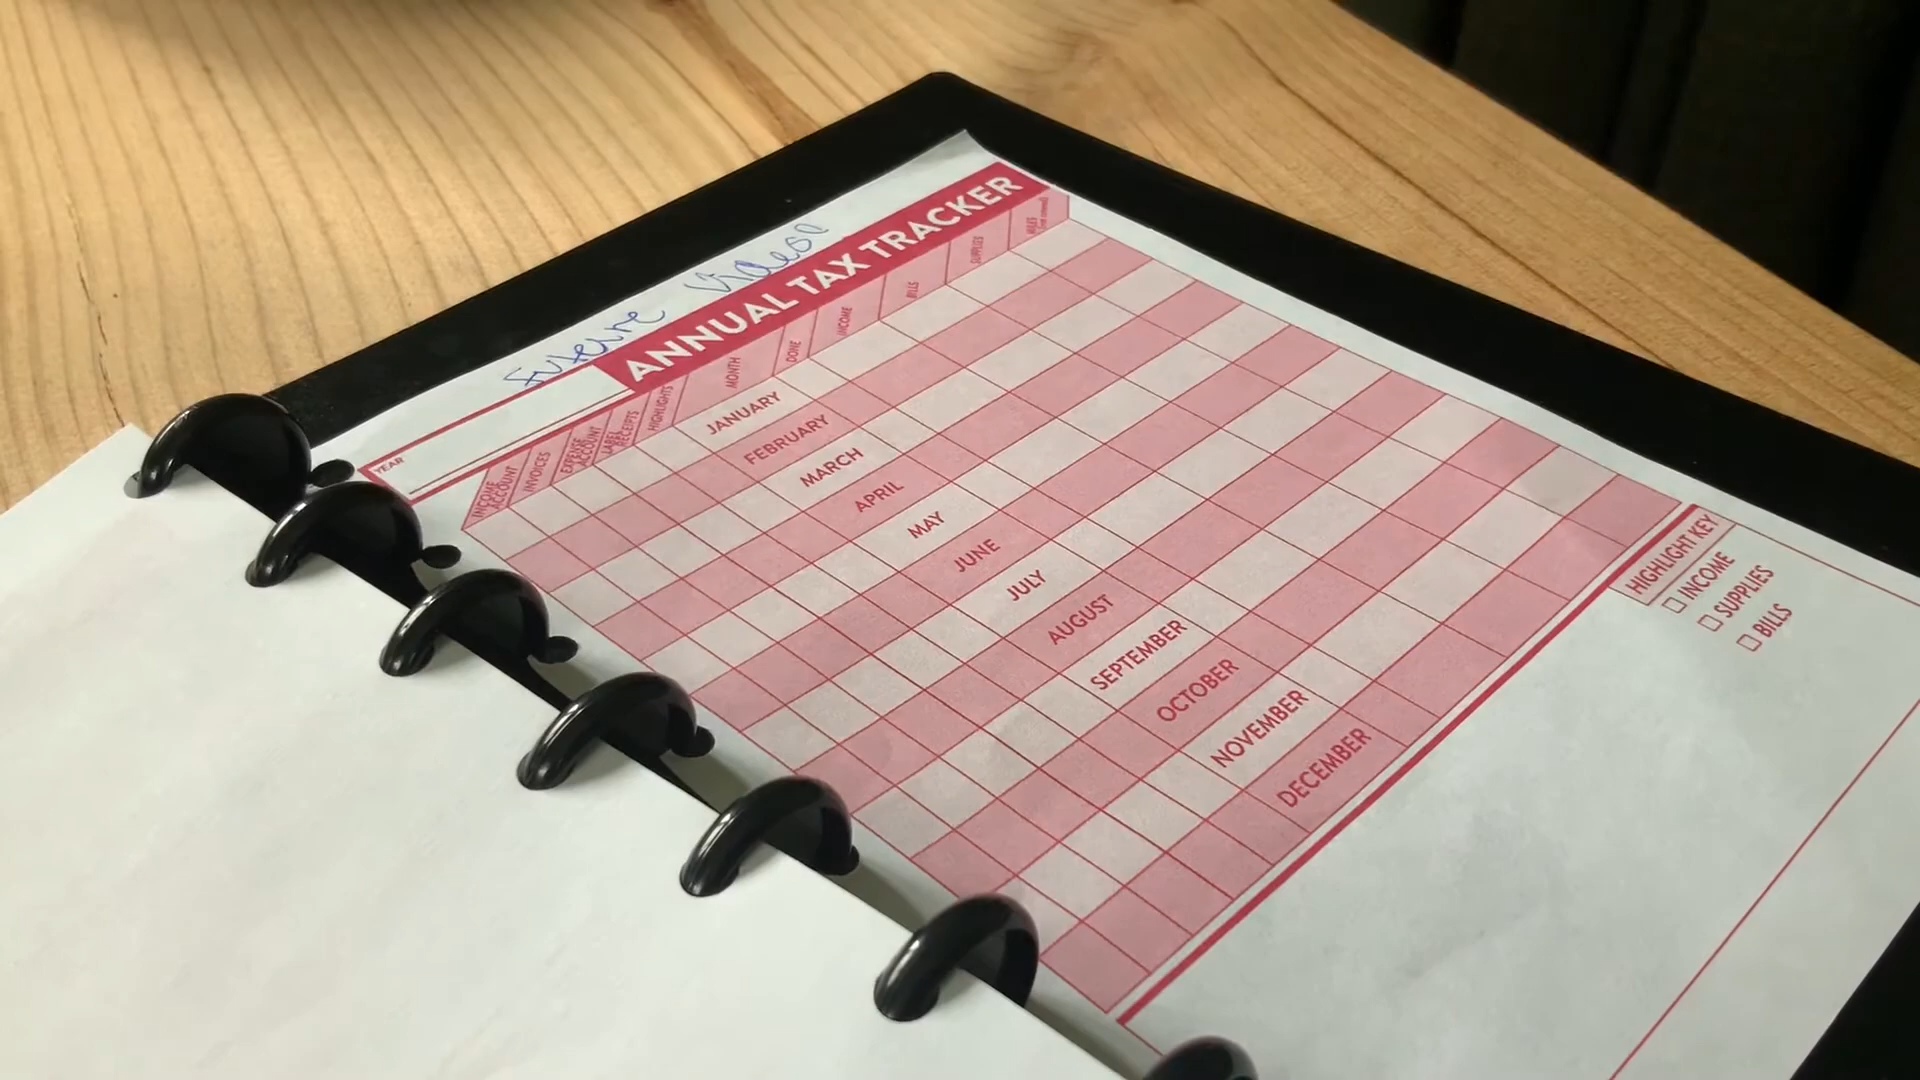 Future Videos!
ANNUAL TAX TRACKER
YEAR
INCOME ACCOUNT
INVOICES
EXPENSE ACCOUNT
LABEL RECEIPTS
HIGHLIGHTS
MONTH
DONE
INCOME
BILLS
SUPPLIES
MILES
JANUARY
FEBRUARY
MARCH
APRIL
MAY
JUNE
JULY
AUGUST
SEPTEMBER
OCTOBER
NOVEMBER
DECEMBER
HIGHLIGHT KEY
INCOME
SUPPLIES
BILLS